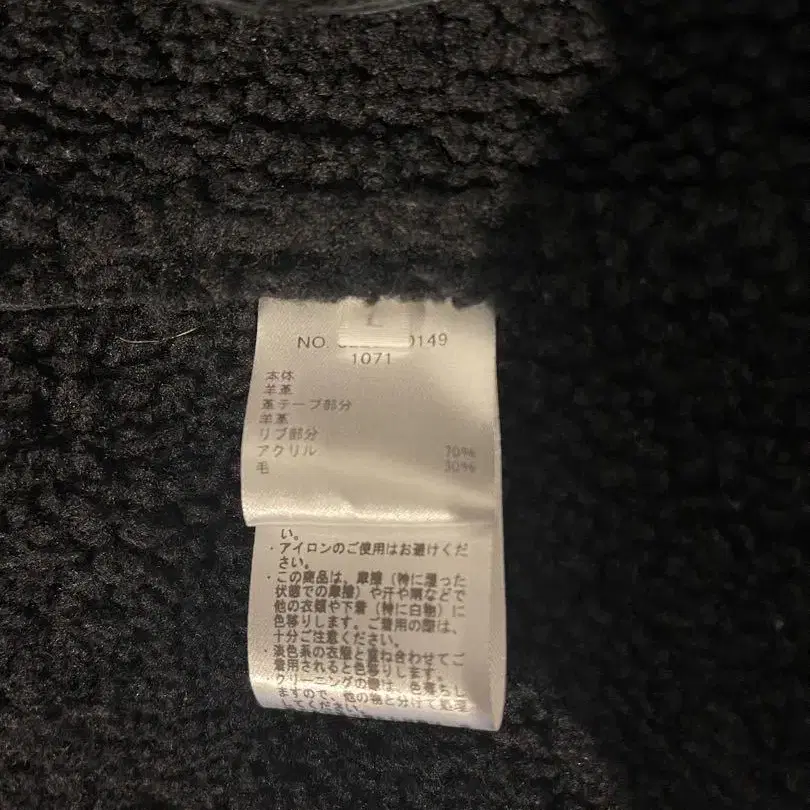 NO. 0149
1071
本体
羊革
革テープ部分
羊革
リブ部分
アクリル 70%
毛 30%
い。
・アイロンのご使用はお避けくだ
さい。
・この商品は、摩擦（特に湿った
状態での摩擦）や汗や雨などで
他の衣類や下着（特に白物）に
色移りします。ご着用の際は、
十分ご注意ください。
・淡色系の衣類と重ね合わせてご
着用されると色移りします。
・クリーニングの際は、色落ちし
ますので、他の物と分けて処理
してください。